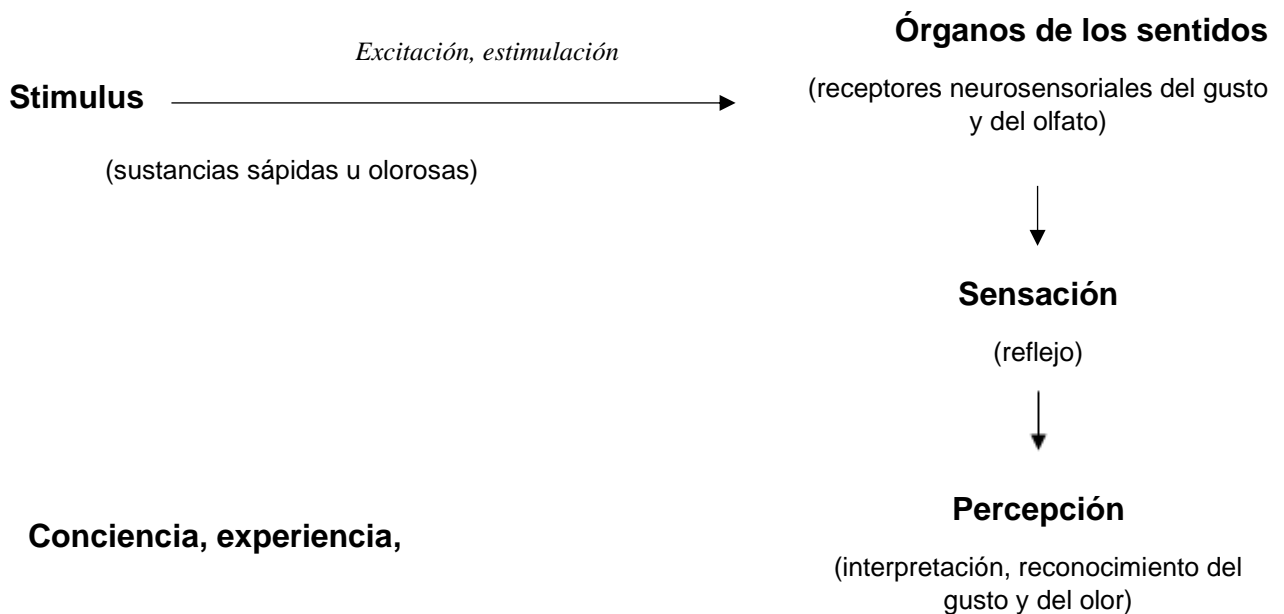 Órganos de los sentidos
Excitación, estimulación
Stimulus
(receptores neurosensoriales del gusto
y del olfato)
(sustancias sápidas u olorosas)
Sensación
(reflejo)
Percepción
Conciencia, experiencia,
(interpretación, reconocimiento del
gusto y del olor)